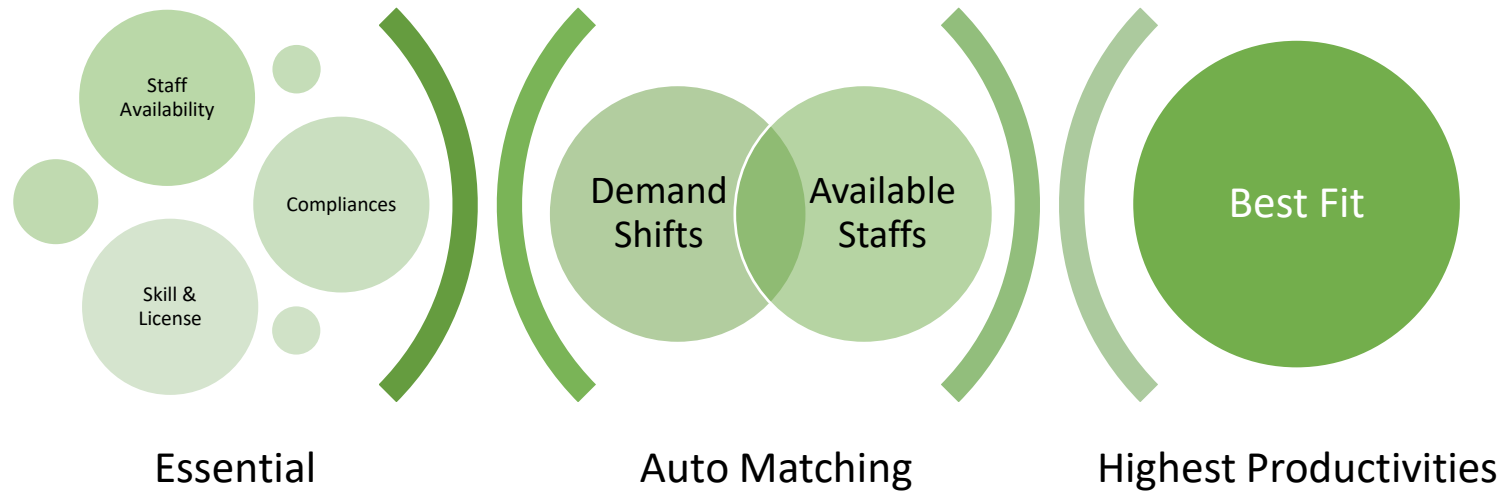 Staff
Availability
Compliances
Skill &
License
Essential
Demand
Shifts
Available
Staffs
Auto Matching
Best Fit
Highest Productivities